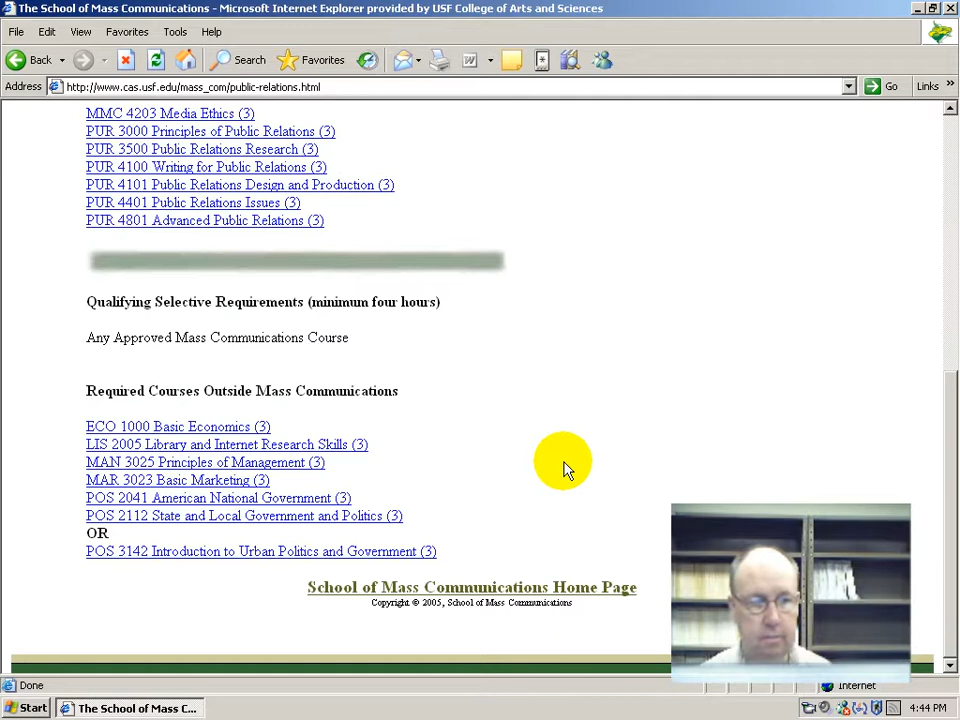 The School of Mass Communications - Microsoft Internet Explorer provided by USF College of Arts and Sciences
File Edit View Favorites Tools Help
Back Search Favorites
Address http://www.cas.usf.edu/mass_com/public-relations.html Go Links »
MMC 4203 Media Ethics (3)
PUR 3000 Principles of Public Relations (3)
PUR 3500 Public Relations Research (3)
PUR 4100 Writing for Public Relations (3)
PUR 4101 Public Relations Design and Production (3)
PUR 4401 Public Relations Issues (3)
PUR 4801 Advanced Public Relations (3)
Qualifying Selective Requirements (minimum four hours)
Any Approved Mass Communications Course
Required Courses Outside Mass Communications
ECO 1000 Basic Economics (3)
LIS 2005 Library and Internet Research Skills (3)
MAN 3025 Principles of Management (3)
MAR 3023 Basic Marketing (3)
POS 2041 American National Government (3)
POS 2112 State and Local Government and Politics (3)
OR
POS 3142 Introduction to Urban Politics and Government (3)
School of Mass Communications Home Page
Copyright © 2005, School of Mass Communications
Done Internet
Start The School of Mass C... 4:44 PM